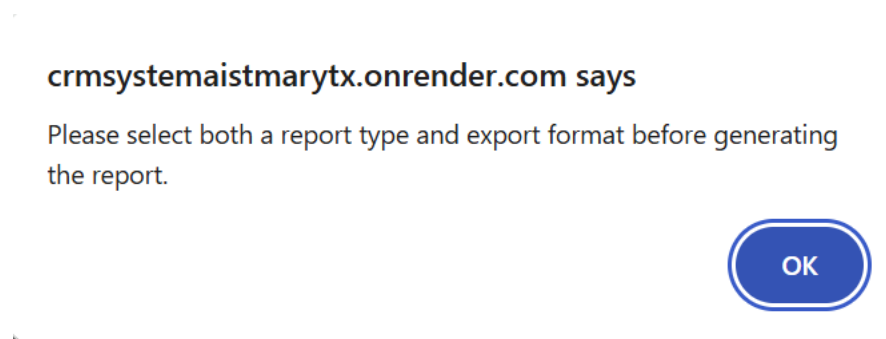 crmsystemaistmarytx.onrender.com says
Please select both a report type and export format before generating
the report.
OK